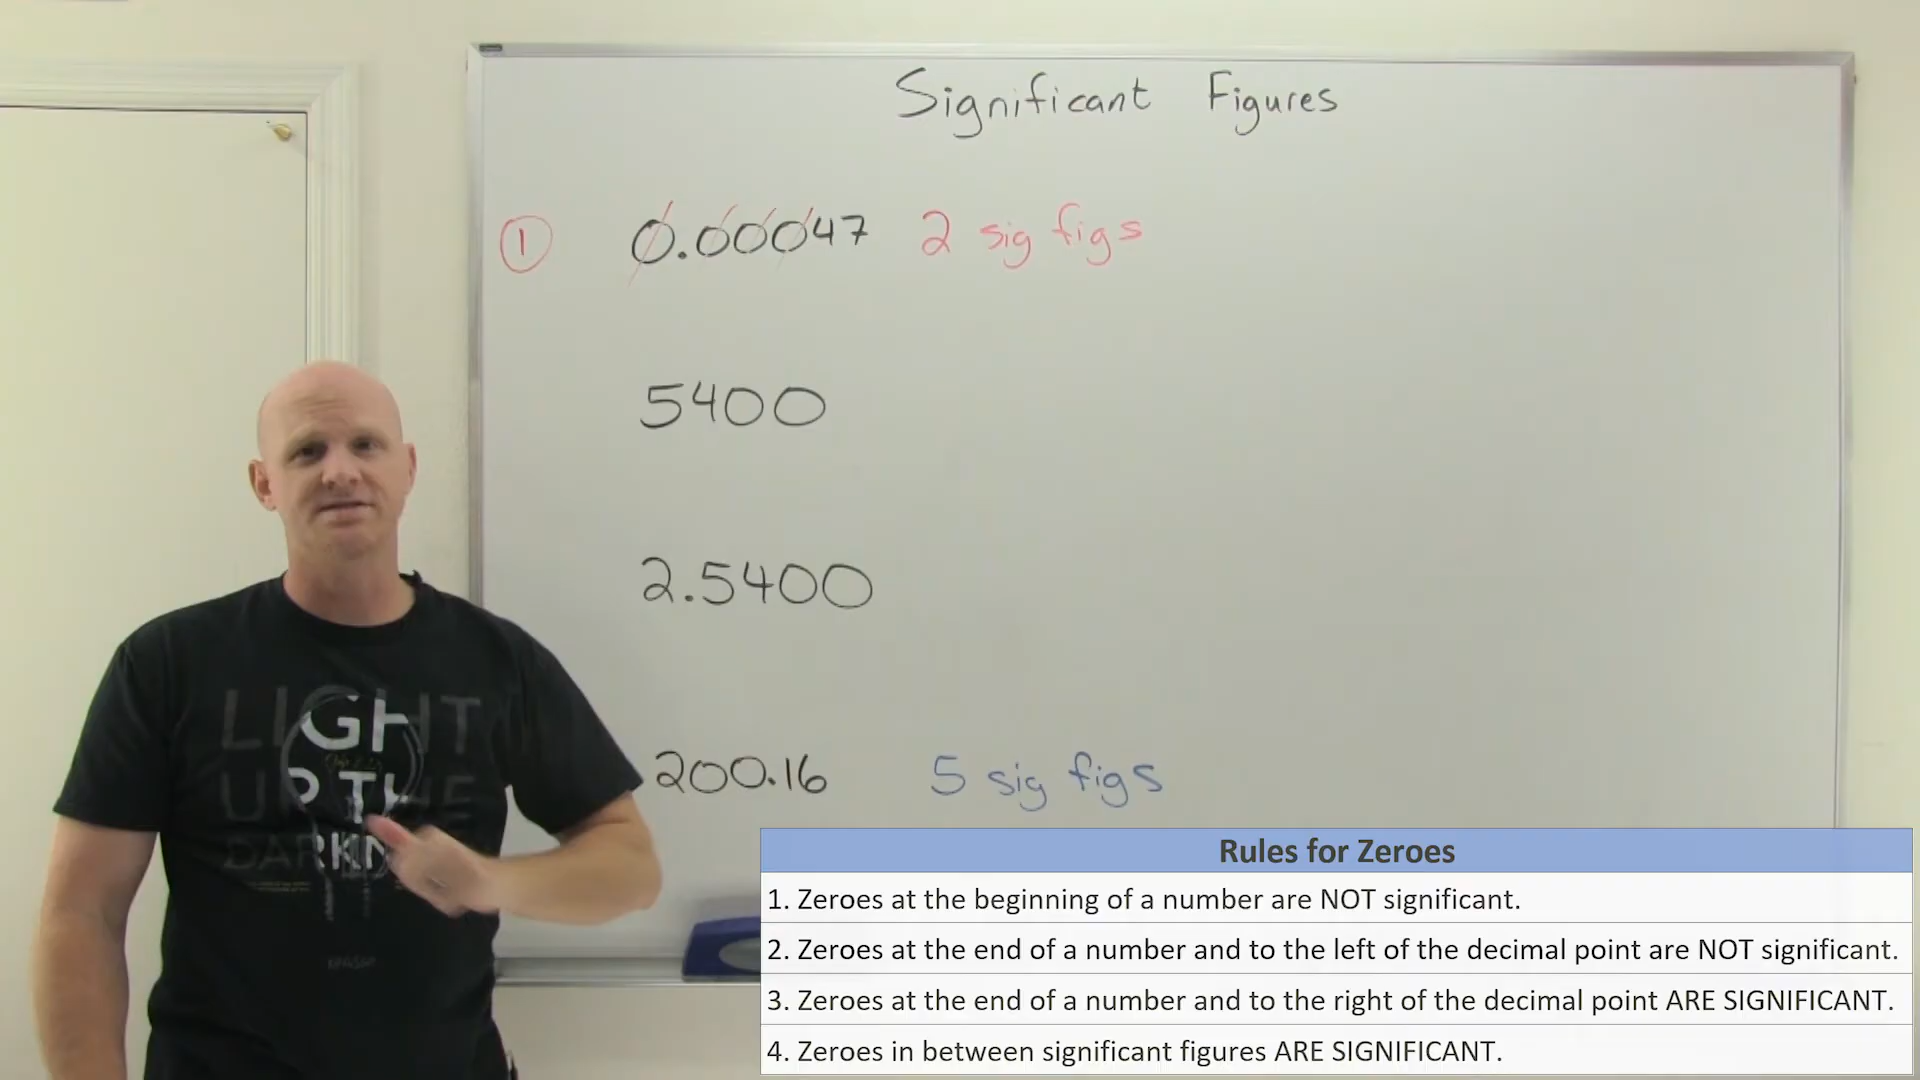 Significant Figures
① 0.00047 2 sig figs
5400
2.5400
200.16 5 sig figs
LIGHT
UP THE
DARKN
Rules for Zeroes
1. Zeroes at the beginning of a number are NOT significant.
2. Zeroes at the end of a number and to the left of the decimal point are NOT significant.
3. Zeroes at the end of a number and to the right of the decimal point ARE SIGNIFICANT.
4. Zeroes in between significant figures ARE SIGNIFICANT.